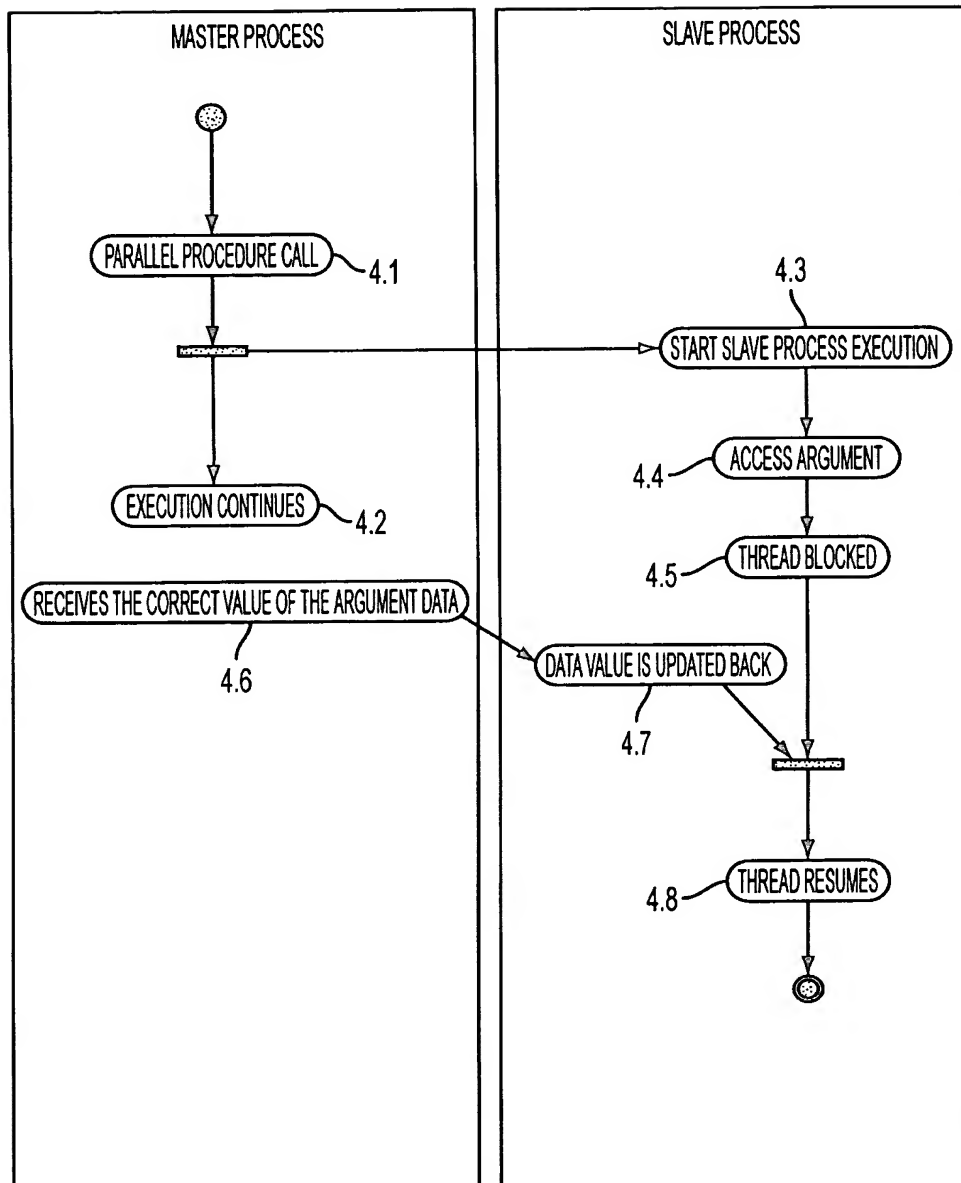 MASTER PROCESS
SLAVE PROCESS
PARALLEL PROCEDURE CALL
4.1
4.3
START SLAVE PROCESS EXECUTION
ACCESS ARGUMENT
4.4
EXECUTION CONTINUES
4.2
THREAD BLOCKED
4.5
RECEIVES THE CORRECT VALUE OF THE ARGUMENT DATA
4.6
DATA VALUE IS UPDATED BACK
4.7
THREAD RESUMES
4.8